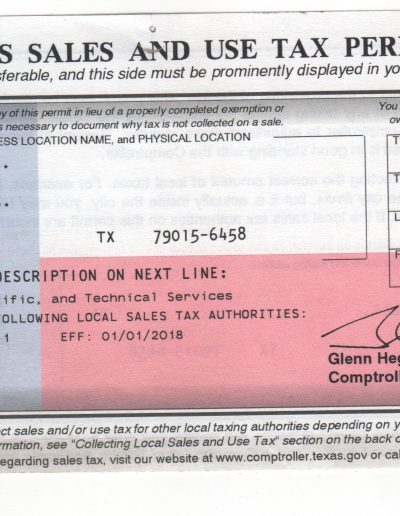 S SALES AND USE TAX PER
sferable, and this side must be prominently displayed in yo
py of this permit in lieu of a properly completed exemption or
s necessary to document why tax is not collected on a sale.
You
ow
ESS LOCATION NAME, and PHYSICAL LOCATION
T
.
T
.
L
TX 79015-6458
F
DESCRIPTION ON NEXT LINE:
ific, and Technical Services
FOLLOWING LOCAL SALES TAX AUTHORITIES:
1 EFF: 01/01/2018
Glenn Heg
Comptrol
ct sales and/or use tax for other local taxing authorities depending on y
rmation, see "Collecting Local Sales and Use Tax" section on the back o
regarding sales tax, visit our website at www.comptroller.texas.gov or cal